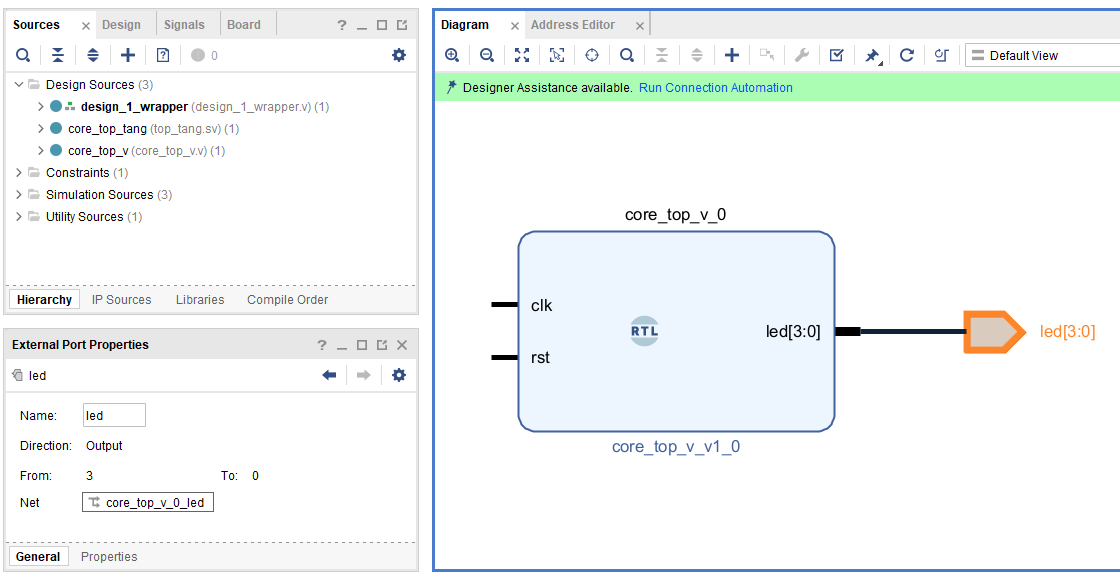 Sources
Design
Signals
Board
?
0
Design Sources (3)
design_1_wrapper (design_1_wrapper.v) (1)
core_top_tang (top_tang.sv) (1)
core_top_v (core_top_v.v) (1)
Constraints (1)
Simulation Sources (3)
Utility Sources (1)
Hierarchy
IP Sources
Libraries
Compile Order
External Port Properties
?
led
Name: led
Direction: Output
From: 3 To: 0
Net core_top_v_0_led
General
Properties
Diagram
Address Editor
Default View
Designer Assistance available. Run Connection Automation
core_top_v_0
clk
rst
RTL
led[3:0]
led[3:0]
core_top_v_v1_0